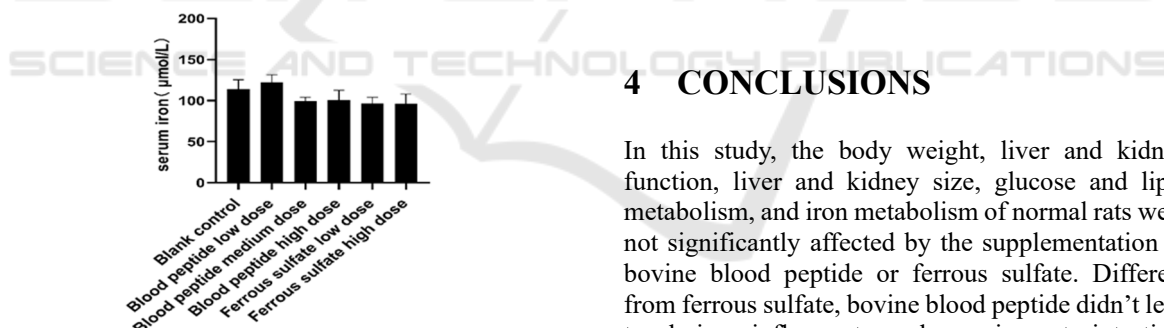 200
150
100
50
0
serum iron( μmol/L)
Blank control
Blood peptide low dose
Blood peptide medium dose
Blood peptide high dose
Ferrous sulfate low dose
Ferrous sulfate high dose
SCIENCE AND TECHNOLOGY PUBLICATIONS
4 CONCLUSIONS
In this study, the body weight, liver and kidn
function, liver and kidney size, glucose and lip
metabolism, and iron metabolism of normal rats we
not significantly affected by the supplementation
bovine blood peptide or ferrous sulfate. Differe
from ferrous sulfate, bovine blood peptide didn't le